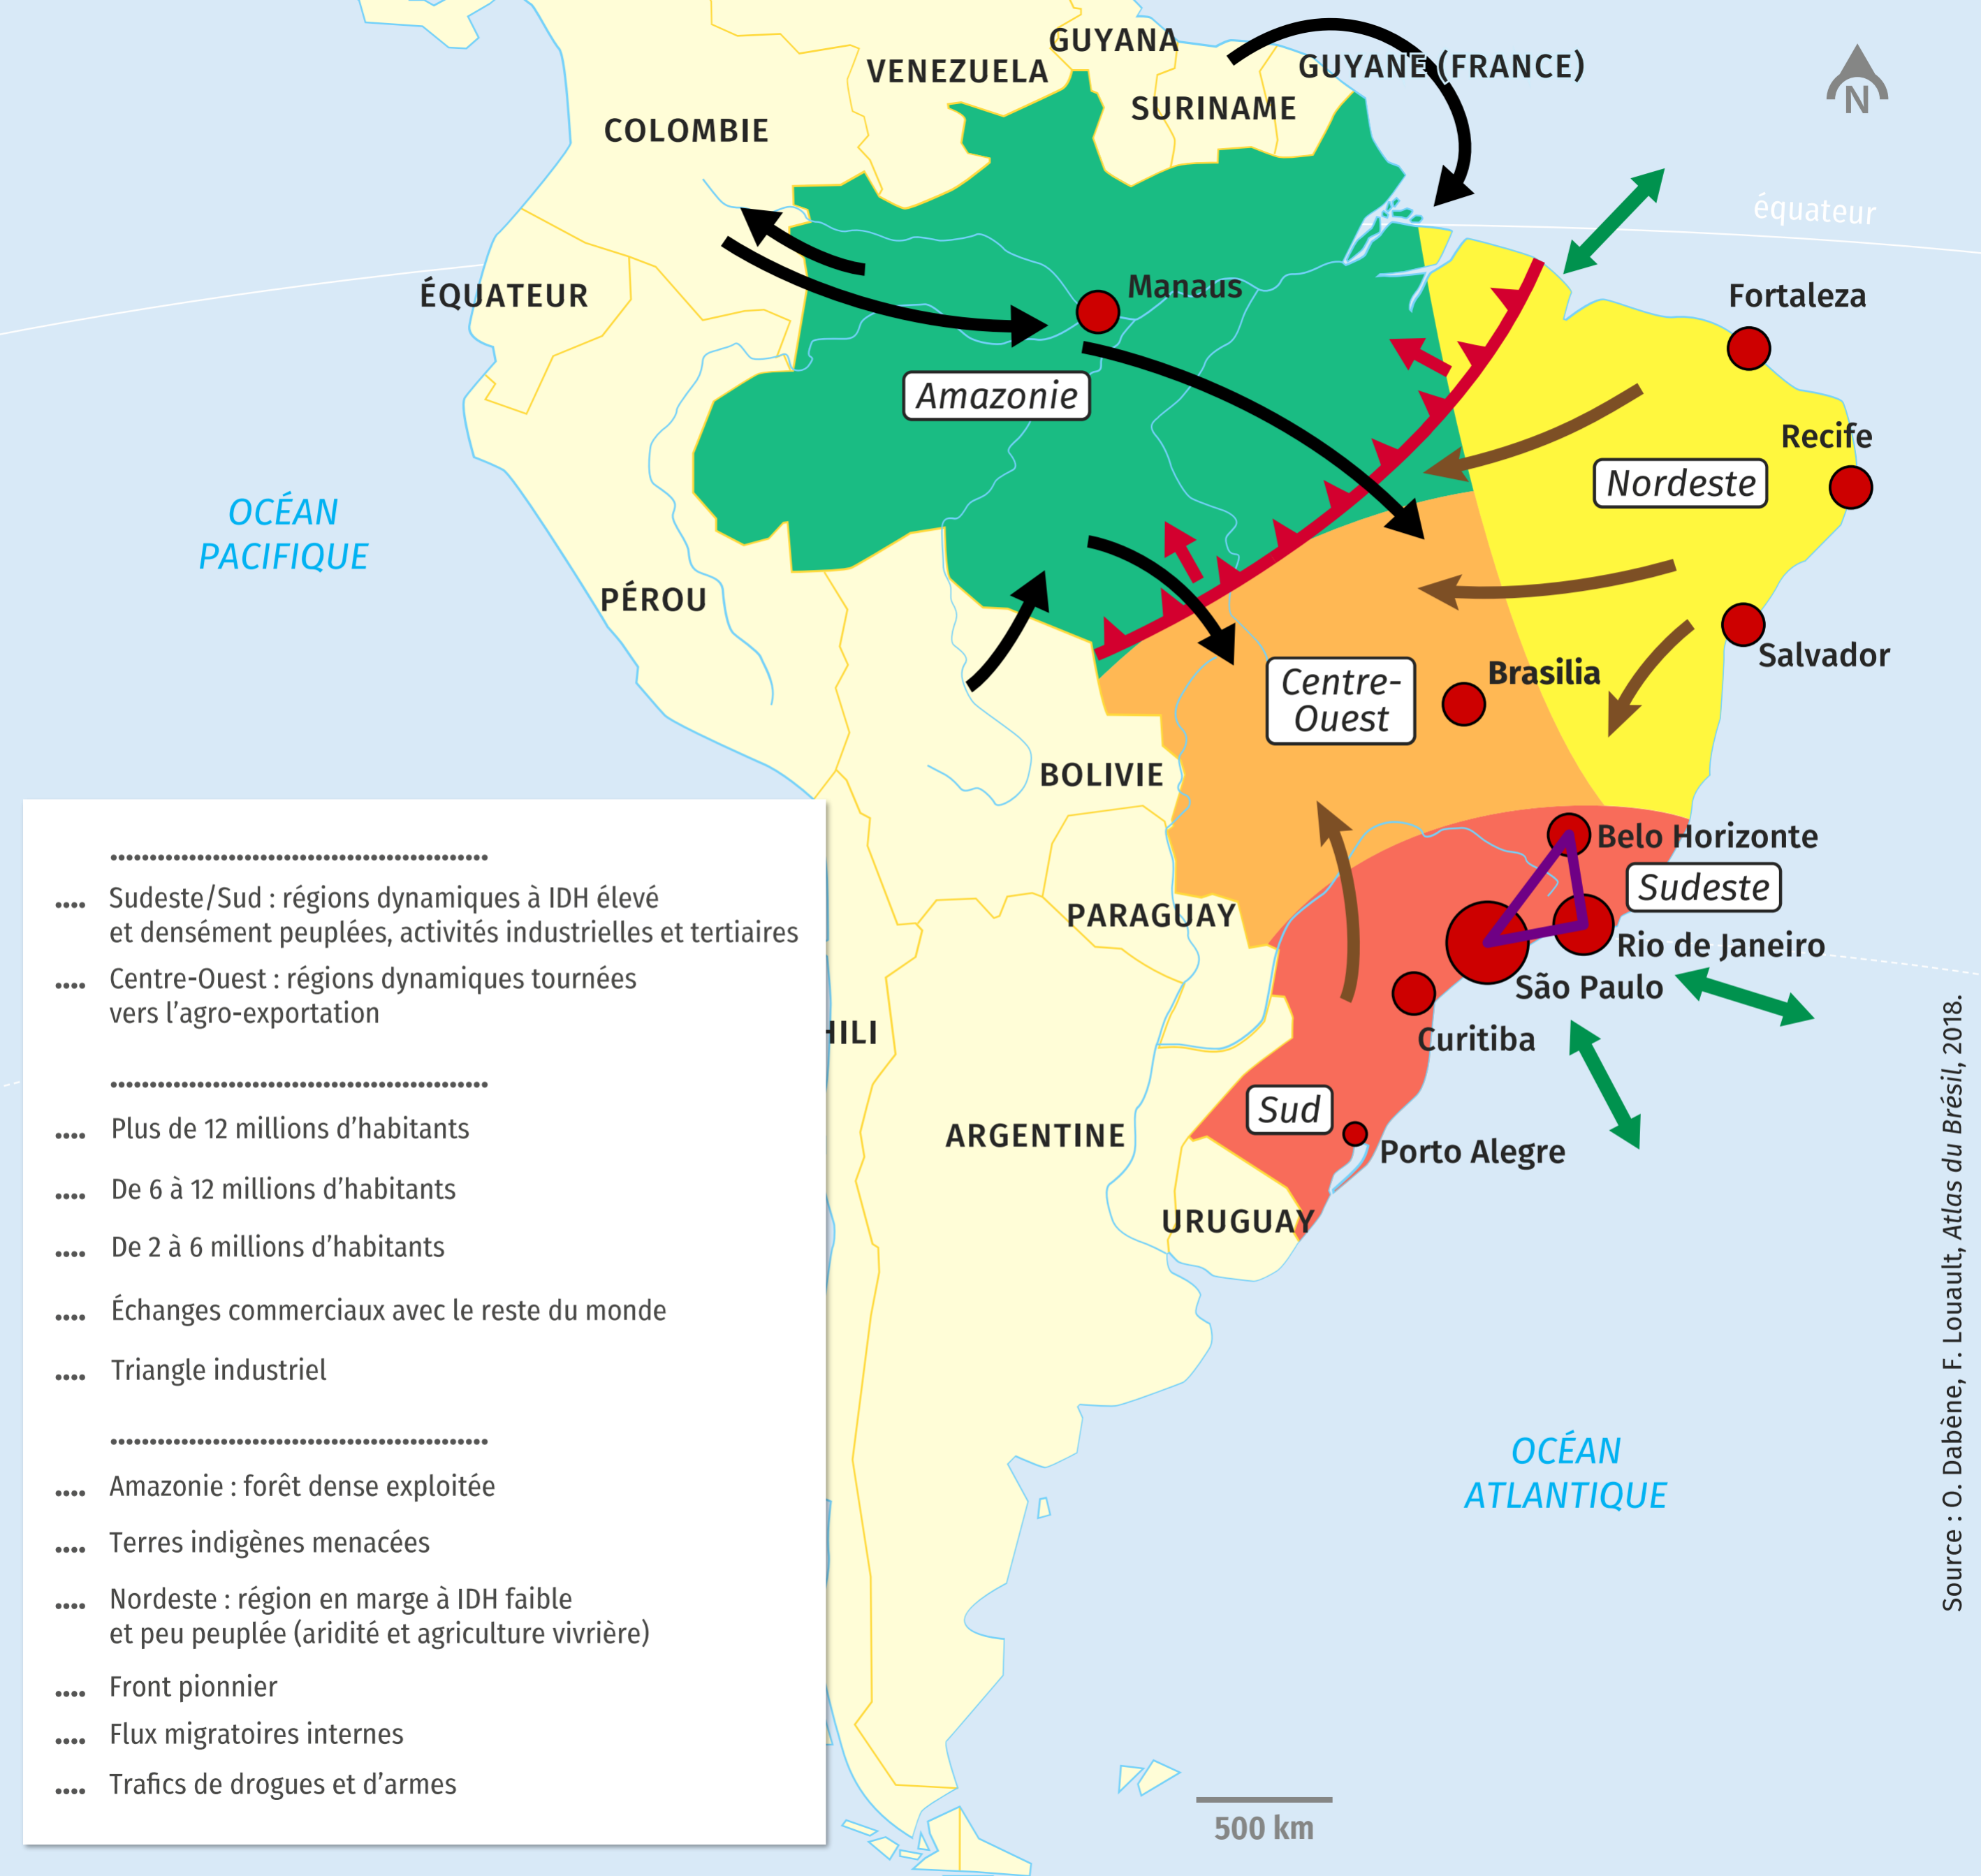 GUYANA
GUYANE (FRANCE)
VENEZUELA
SURINAME
COLOMBIE
N
équateur
ÉQUATEUR
Manaus
Fortaleza
Amazonie
Recife
Nordeste
OCÉAN
PACIFIQUE
PÉROU
Salvador
Brasilia
Centre-
Ouest
BOLIVIE
Belo Horizonte
Sudeste
PARAGUAY
Rio de Janeiro
São Paulo
HILI
Curitiba
Sud
ARGENTINE
Porto Alegre
URUGUAY
OCÉAN
ATLANTIQUE
500 km
................................................
.... Sudeste/Sud : régions dynamiques à IDH élevé
et densément peuplées, activités industrielles et tertiaires
.... Centre-Ouest : régions dynamiques tournées
vers l’agro-exportation
................................................
.... Plus de 12 millions d’habitants
.... De 6 à 12 millions d’habitants
.... De 2 à 6 millions d’habitants
.... Échanges commerciaux avec le reste du monde
.... Triangle industriel
................................................
.... Amazonie : forêt dense exploitée
.... Terres indigènes menacées
.... Nordeste : région en marge à IDH faible
et peu peuplée (aridité et agriculture vivrière)
.... Front pionnier
.... Flux migratoires internes
.... Trafics de drogues et d’armes
Source : O. Dabène, F. Louault, Atlas du Brésil, 2018.